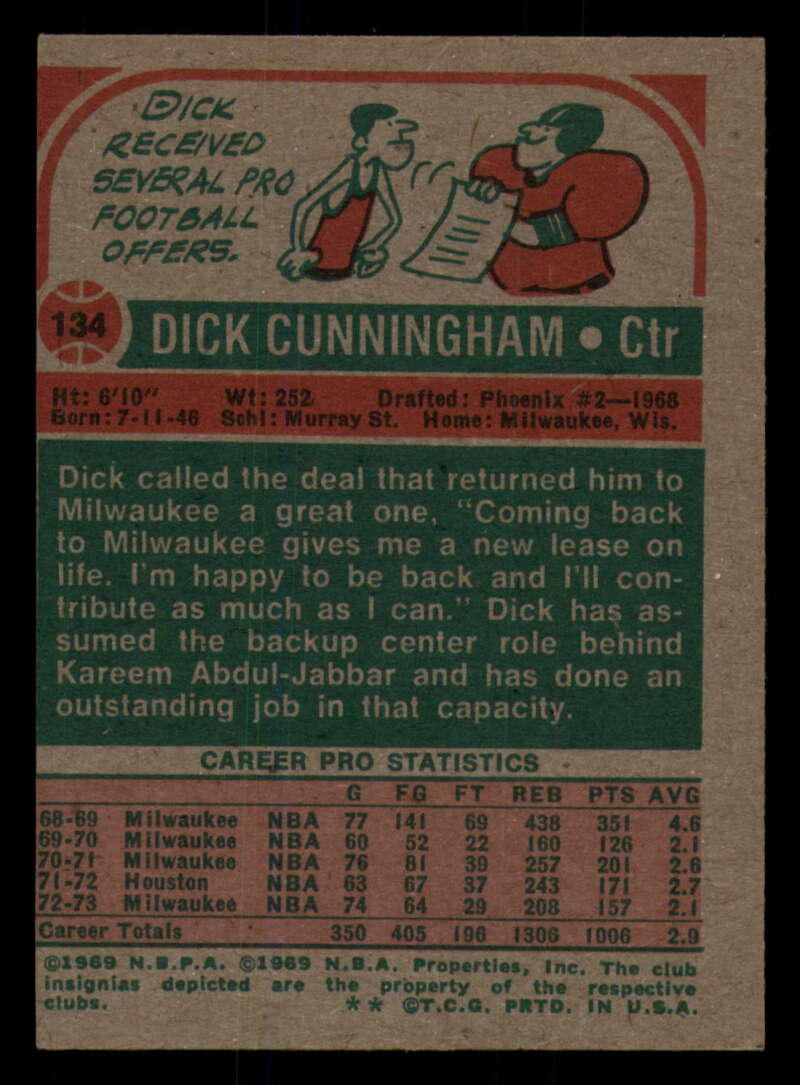 DICK
RECEIVED
SEVERAL PRO
FOOTBALL
OFFERS.
134 DICK CUNNINGHAM • Ctr
Ht: 6'10" Wt: 252 Drafted: Phoenix #2—1968
Born: 7-11-46 Schl: Murray St. Home: Milwaukee, Wis.
Dick called the deal that returned him to
Milwaukee a great one, "Coming back
to Milwaukee gives me a new lease on
life. I'm happy to be back and I'll con-
tribute as much as I can." Dick has as-
sumed the backup center role behind
Kareem Abdul-Jabbar and has done an
outstanding job in that capacity.
CAREER PRO STATISTICS
G FG FT REB PTS AVG
68-69 Milwaukee NBA 77 141 69 438 351 4.6
69-70 Milwaukee NBA 60 52 22 160 126 2.1
70-71 Milwaukee NBA 76 81 39 257 201 2.6
71-72 Houston NBA 63 67 37 243 171 2.7
72-73 Milwaukee NBA 74 64 29 208 157 2.1
Career Totals 350 405 196 1306 1006 2.9
©1969 N.B.P.A. ©1969 N.B.A. Properties, Inc. The club
insignias depicted are the property of the respective
clubs. ** ©T.C.G. PRTD. IN U.S.A.